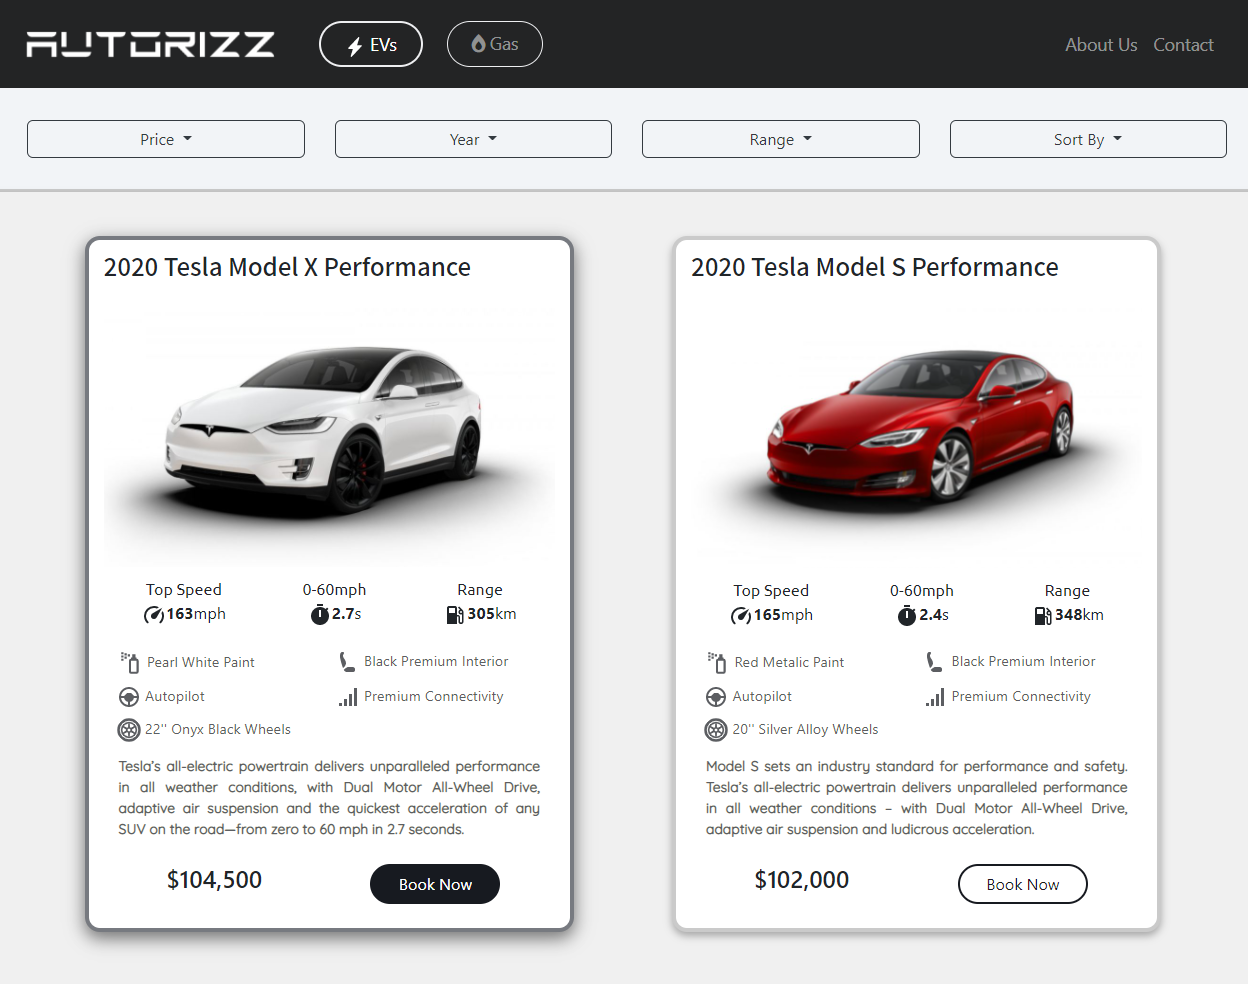 AUTORIZZ EVs Gas About Us Contact
Price Year Range Sort By
2020 Tesla Model X Performance
Top Speed 0-60mph Range
163mph 2.7s 305km
Pearl White Paint Black Premium Interior
Autopilot Premium Connectivity
22'' Onyx Black Wheels
Tesla's all-electric powertrain delivers unparalleled performance
in all weather conditions, with Dual Motor All-Wheel Drive,
adaptive air suspension and the quickest acceleration of any
SUV on the road—from zero to 60 mph in 2.7 seconds.
$104,500 Book Now
2020 Tesla Model S Performance
Top Speed 0-60mph Range
165mph 2.4s 348km
Red Metalic Paint Black Premium Interior
Autopilot Premium Connectivity
20'' Silver Alloy Wheels
Model S sets an industry standard for performance and safety.
Tesla's all-electric powertrain delivers unparalleled performance
in all weather conditions – with Dual Motor All-Wheel Drive,
adaptive air suspension and ludicrous acceleration.
$102,000 Book Now